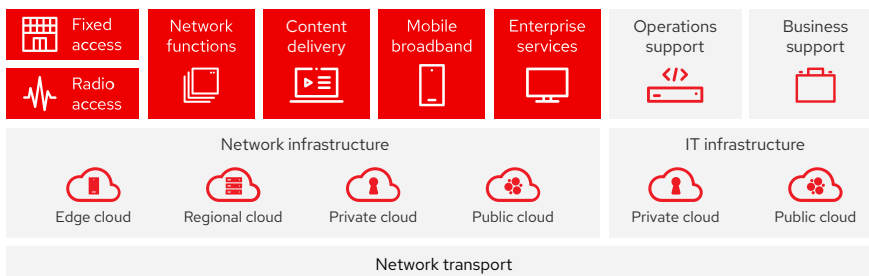 Fixed
access
Radio
access
Network
functions
Content
delivery
Mobile
broadband
Enterprise
services
Operations
support
</>
Business
support
Network infrastructure
Edge cloud
Regional cloud
Private cloud
Public cloud
IT infrastructure
Private cloud
Public cloud
Network transport